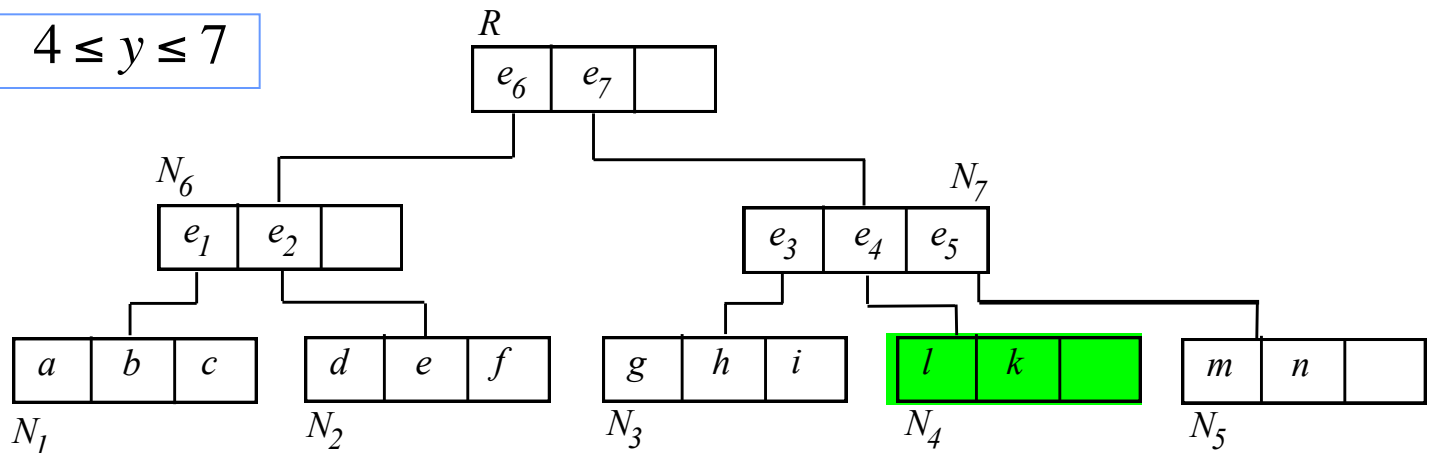 R
4 ≤ y ≤ 7
e₆ e₇
N₆ N₇
e₁ e₂ e₃ e₄ e₅
a b c d e f g h i l k m n
N₁ N₂ N₃ N₄ N₅